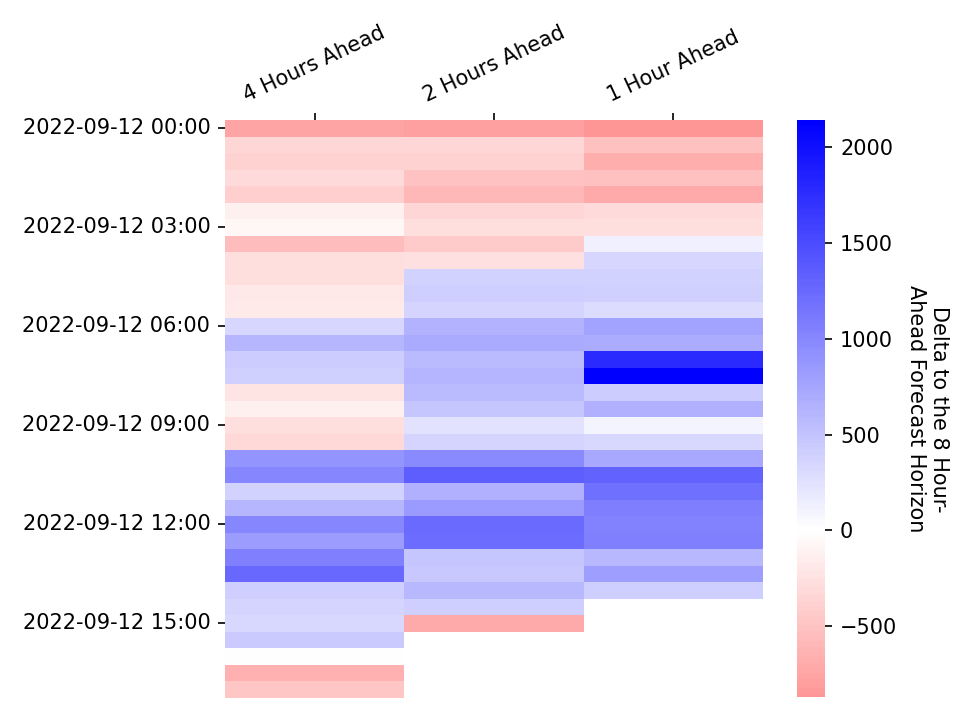 4 Hours Ahead
2 Hours Ahead
1 Hour Ahead
2022-09-12 00:00
2022-09-12 03:00
2022-09-12 06:00
2022-09-12 09:00
2022-09-12 12:00
2022-09-12 15:00
2000
1500
1000
500
0
−500
Delta to the 8 Hour-
Ahead Forecast Horizon